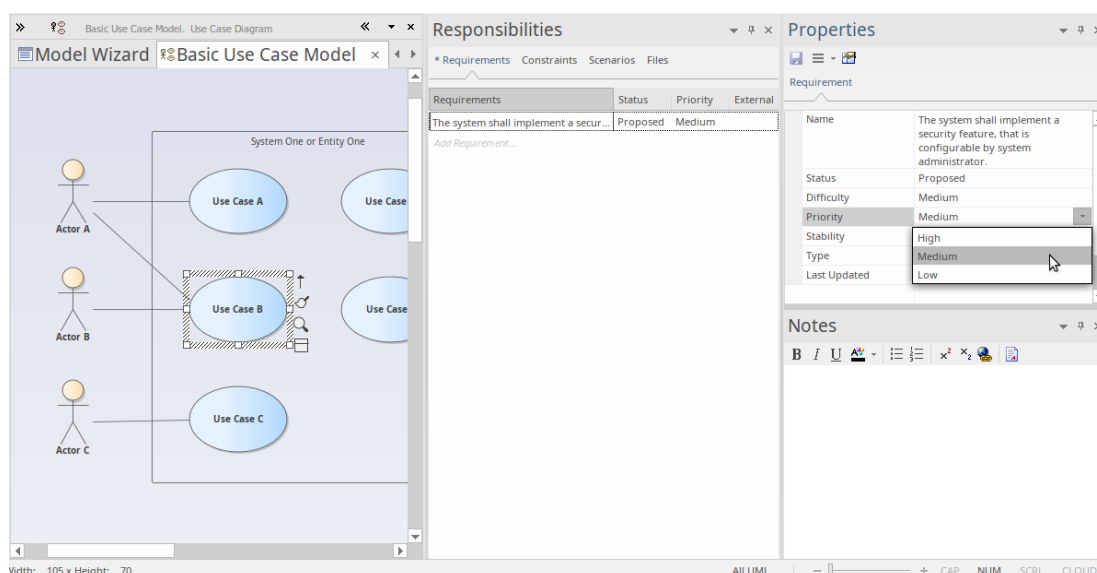 Basic Use Case Model. Use Case Diagram
Model Wizard
Basic Use Case Model
System One or Entity One
Actor A
Use Case A
Use Case
Actor B
Use Case B
Use Case
Actor C
Use Case C
Width: 105 x Height: 70
Responsibilities
* Requirements Constraints Scenarios Files
Requirements Status Priority External
The system shall implement a secur... Proposed Medium
Add Requirement...
Properties
Requirement
Name The system shall implement a
security feature, that is
configurable by system
administrator.
Status Proposed
Difficulty Medium
Priority Medium
Stability
High
Type
Medium
Last Updated
Low
Notes
B I U A x² x₂
All UML
CAP NUM SCRL CLOUD